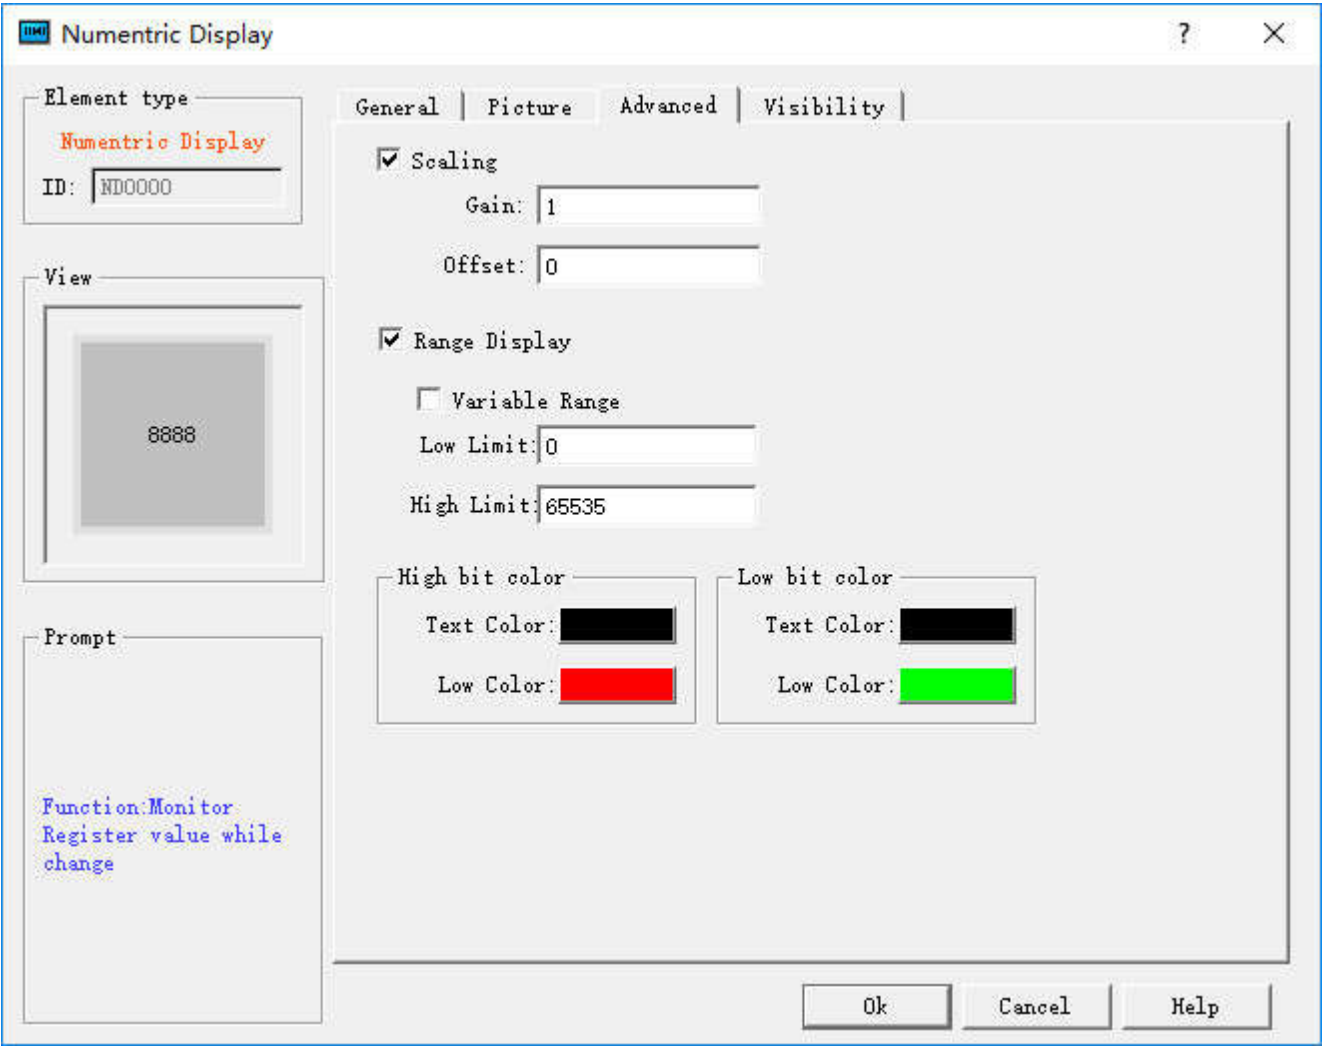 Numentric Display
?
Element type
Numentric Display
ID: ND0000
View
8888
Prompt
Function:Monitor
Register value while
change
General
Picture
Advanced
Visibility
Scaling
Gain: 1
Offset: 0
Range Display
Variable Range
Low Limit: 0
High Limit: 65535
High bit color
Text Color:
Low Color:
Low bit color
Text Color:
Low Color:
Ok
Cancel
Help